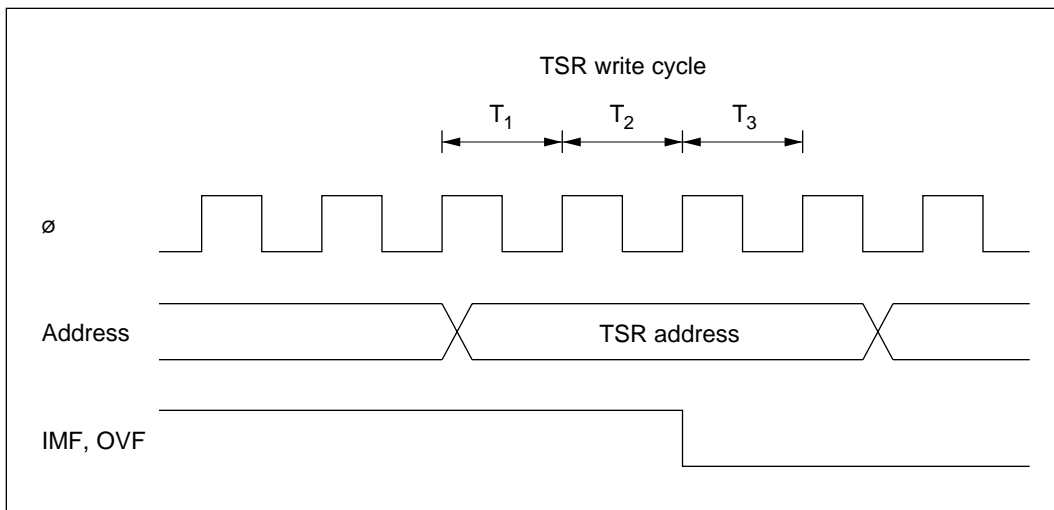 TSR write cycle
T1 T2 T3
ø
Address
TSR address
IMF, OVF